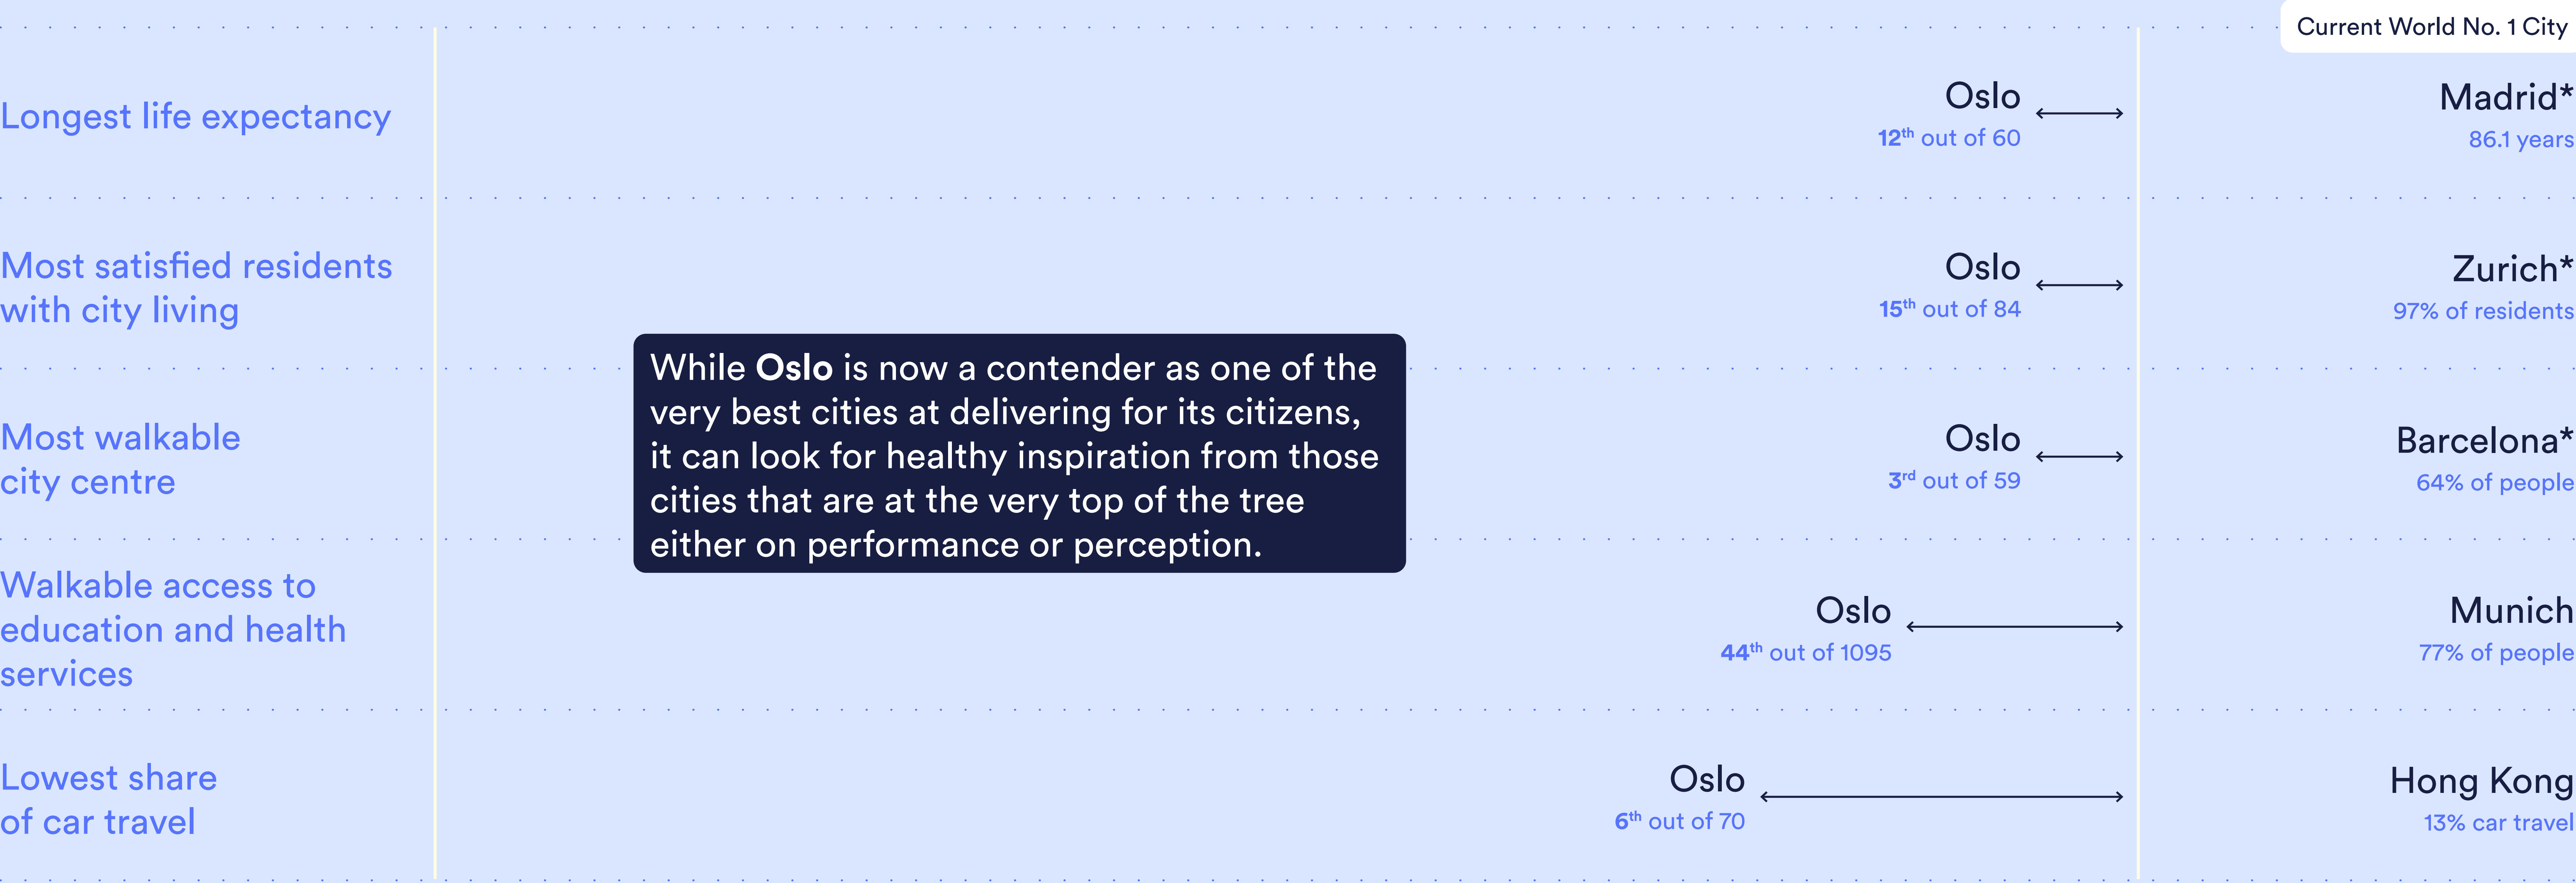 Current World No. 1 City
Longest life expectancy
Oslo
12th out of 60
Madrid*
86.1 years
Most satisfied residents
with city living
Oslo
15th out of 84
Zurich*
97% of residents
While Oslo is now a contender as one of the
very best cities at delivering for its citizens,
it can look for healthy inspiration from those
cities that are at the very top of the tree
either on performance or perception.
Most walkable
city centre
Oslo
3rd out of 59
Barcelona*
64% of people
Walkable access to
education and health
services
Oslo
44th out of 1095
Munich
77% of people
Lowest share
of car travel
Oslo
6th out of 70
Hong Kong
13% car travel